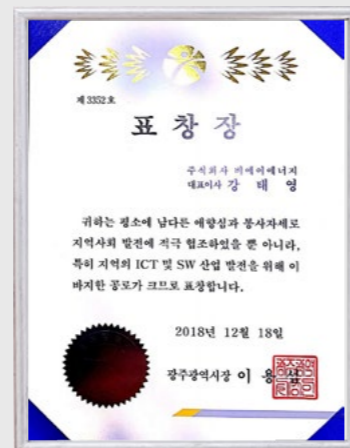 제 3352호
표 창 장
주식회사 비에이에너지
대표이사 강 태 영
귀하는 평소에 남다른 애향심과 봉사자세로
지역사회 발전에 적극 협조하였을 뿐 아니라,
특히 지역의 ICT 및 SW 산업 발전을 위해 이
바지한 공로가 크므로 표창합니다.
2018년 12월 18일
광주광역시장 이 용 섭